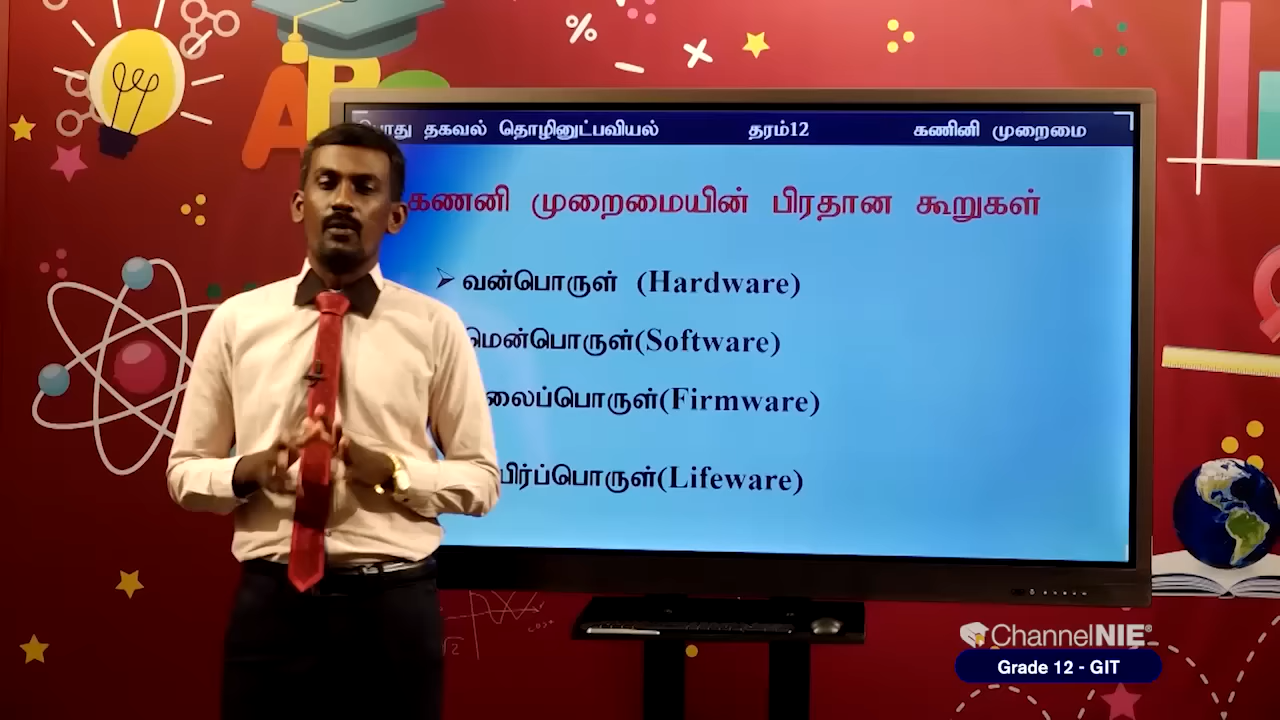 பொது தகவல் தொழினுட்பவியல் தரம்12 கணினி முறைமை
கணனி முறைமையின் பிரதான கூறுகள்
வன்பொருள் (Hardware)
மென்பொருள்(Software)
லைப்பொருள்(Firmware)
யிர்ப்பொருள்(Lifeware)
ChannelNIE®
Grade 12 - GIT